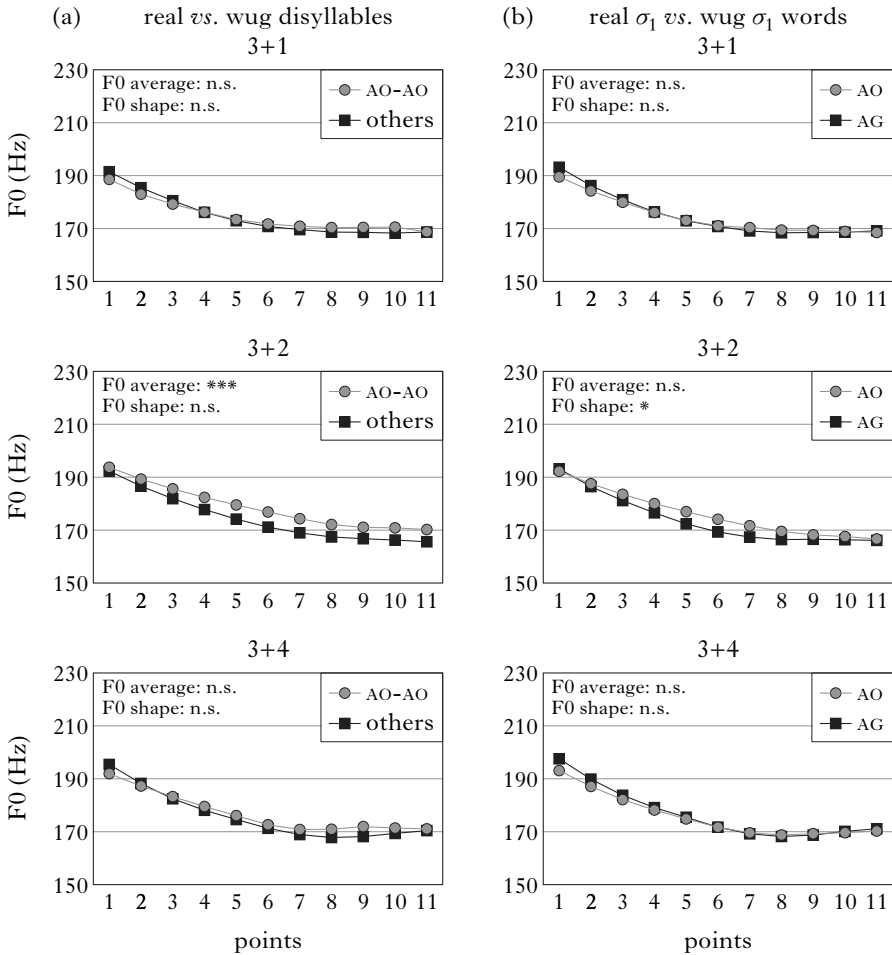 (a) real vs. wug disyllables
3+1
230
210
190
170
150
F0 (Hz)
F0 average: n.s.
F0 shape: n.s.
AO-AO
others
1 2 3 4 5 6 7 8 9 10 11
3+2
230
210
190
170
150
F0 (Hz)
F0 average: ***
F0 shape: n.s.
AO-AO
others
1 2 3 4 5 6 7 8 9 10 11
3+4
230
210
190
170
150
F0 (Hz)
F0 average: n.s.
F0 shape: n.s.
AO-AO
others
1 2 3 4 5 6 7 8 9 10 11
points
(b) real σ1 vs. wug σ1 words
3+1
230
210
190
170
150
F0 average: n.s.
F0 shape: n.s.
AO
AG
1 2 3 4 5 6 7 8 9 10 11
3+2
230
210
190
170
150
F0 average: n.s.
F0 shape: *
AO
AG
1 2 3 4 5 6 7 8 9 10 11
3+4
230
210
190
170
150
F0 average: n.s.
F0 shape: n.s.
AO
AG
1 2 3 4 5 6 7 8 9 10 11
points